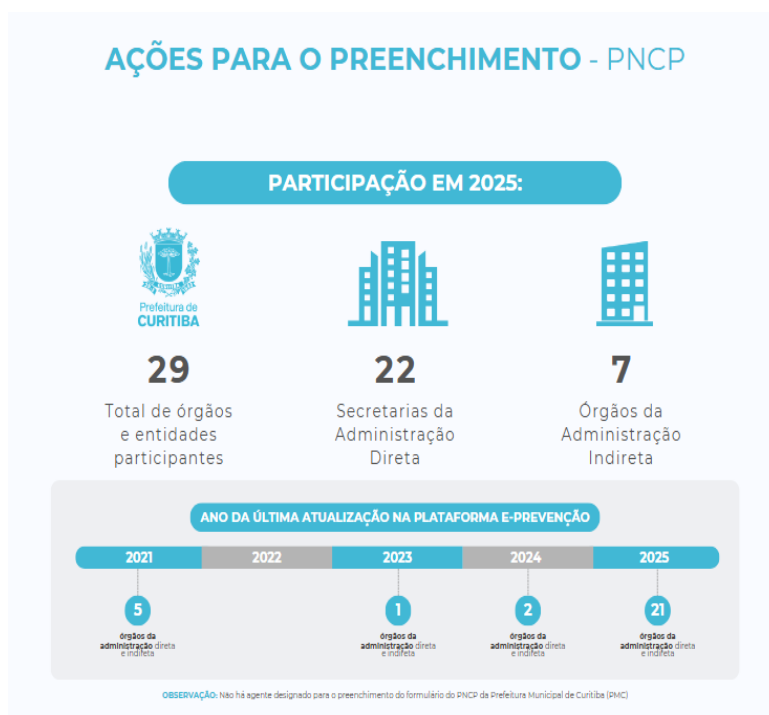 AÇÕES PARA O PREENCHIMENTO - PNCP
PARTICIPAÇÃO EM 2025:
Prefeitura de
CURITIBA
29
Total de órgãos
e entidades
participantes
22
Secretarias da
Administração
Direta
7
Órgãos da
Administração
Indireta
ANO DA ÚLTIMA ATUALIZAÇÃO NA PLATAFORMA E-PREVENÇÃO
2021 2022 2023 2024 2025
5
órgãos da
administração direta
e indireta
1
órgãos da
administração direta
e indireta
2
órgãos da
administração direta
e indireta
21
órgãos da
administração direta
e indireta
OBSERVAÇÃO: Não há agente designado para o preenchimento do formulário do PNCP da Prefeitura Municipal de Curitiba (PMC)